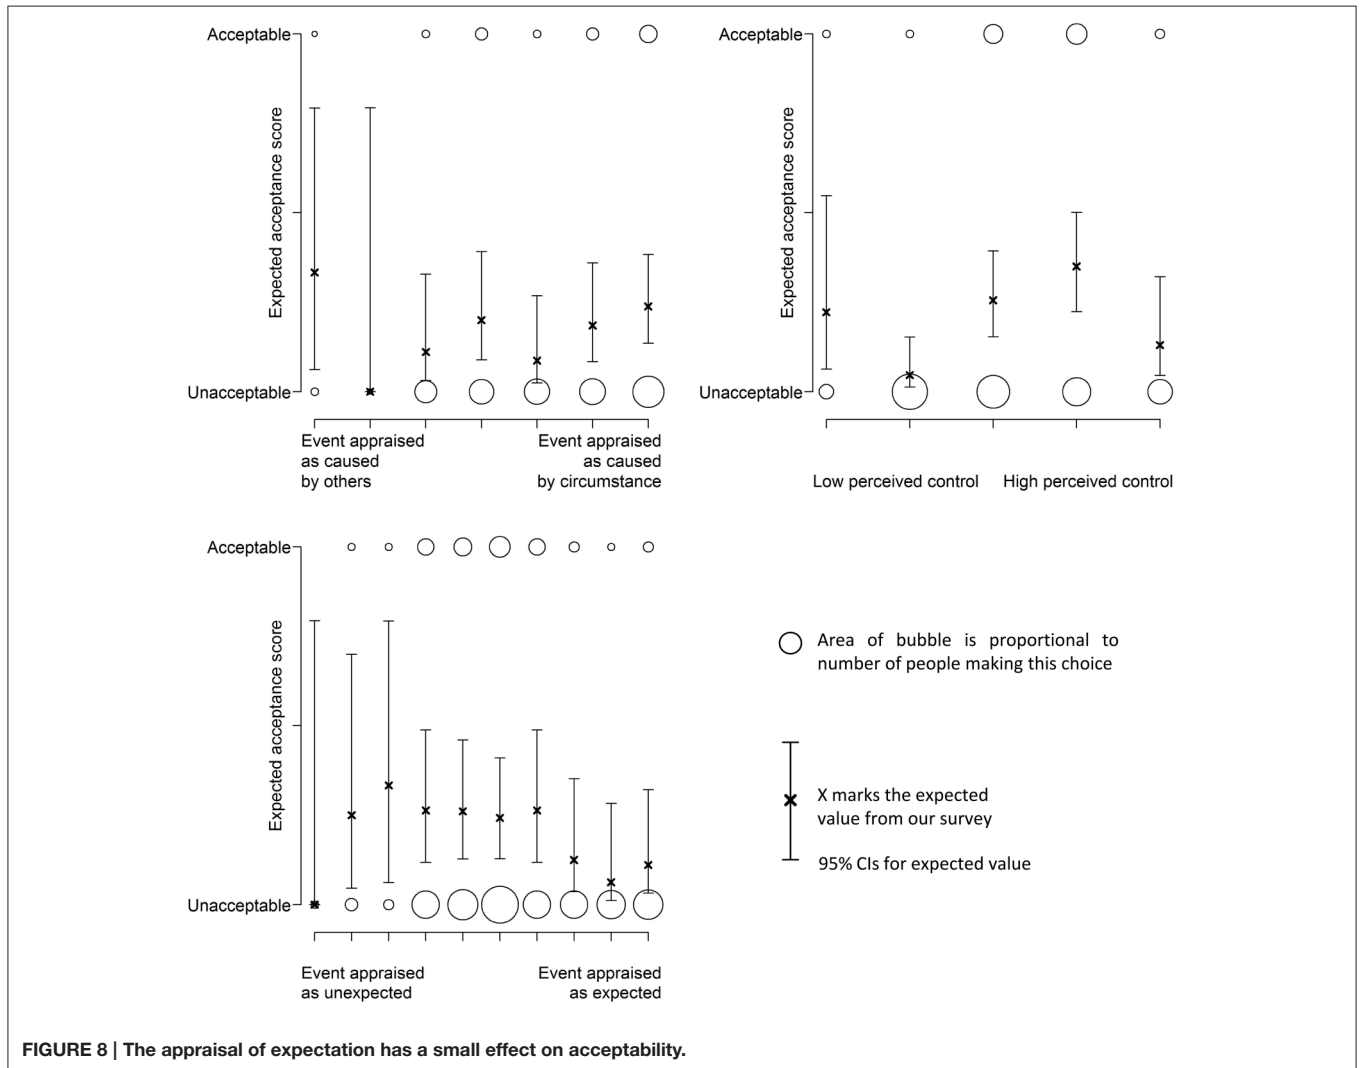 Acceptable
Expected acceptance score
Unacceptable
Event appraised
as caused
by others
Event appraised
as caused
by circumstance
Acceptable
Expected acceptance score
Unacceptable
Low perceived control
High perceived control
Acceptable
Expected acceptance score
Unacceptable
Event appraised
as unexpected
Event appraised
as expected
Area of bubble is proportional to
number of people making this choice
X marks the expected
value from our survey
95% CIs for expected value
FIGURE 8 | The appraisal of expectation has a small effect on acceptability.